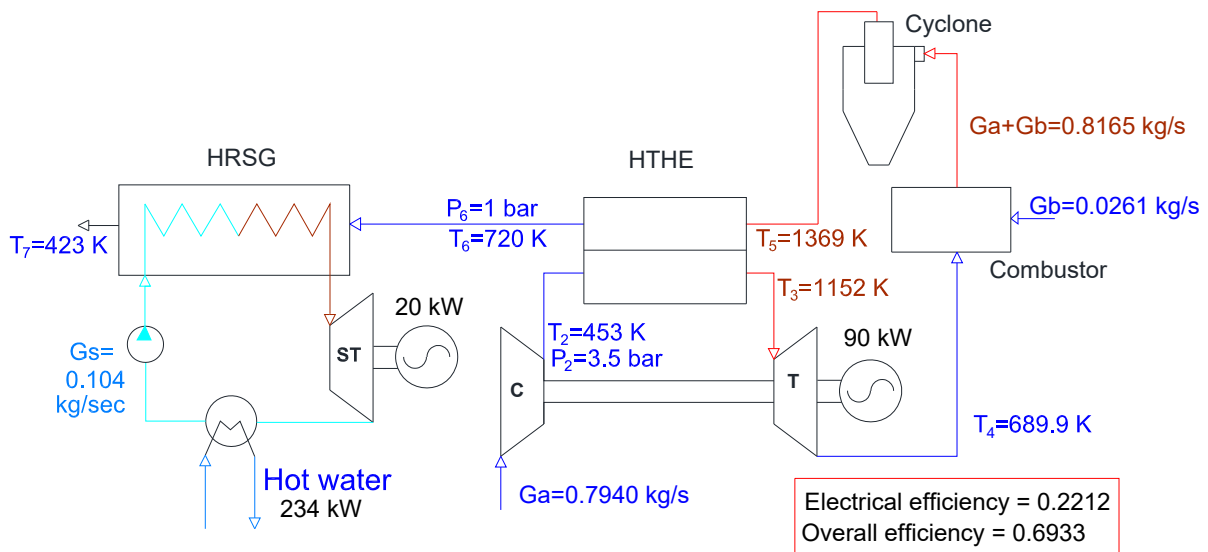 Cyclone
Ga+Gb=0.8165 kg/s
HRSG
HTHE
P₆=1 bar
T₆=720 K
T₇=423 K
T₅=1369 K
Gb=0.0261 kg/s
Combustor
T₃=1152 K
20 kW
T₂=453 K
P₂=3.5 bar
90 kW
Gs=
0.104
kg/sec
ST
C
T
T₄=689.9 K
Hot water
234 kW
Ga=0.7940 kg/s
Electrical efficiency = 0.2212
Overall efficiency = 0.6933